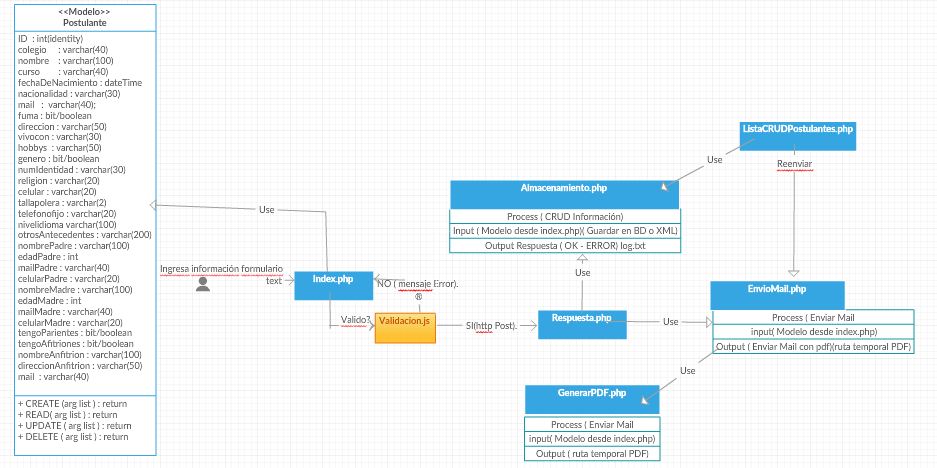 <<Modelo>>
Postulante
ID : int(identity)
colegio : varchar(40)
nombre : varchar(100)
curso : varchar(40)
fechaDeNacimiento : dateTime
nacionalidad : varchar(30)
mail : varchar(40);
fuma : bit/boolean
direccion : varchar(50)
vivocon : varchar(30)
hobbys : varchar(50)
genero : bit/boolean
numIdentidad : varchar(30)
religion : varchar(20)
celular : varchar(20)
tallapolera : varchar(2)
telefonofijo : varchar(20)
nivelidioma varchar(100)
otrosAntecedentes : varchar(200)
nombrePadre : varchar(100)
edadPadre : int
mailPadre : varchar(40)
celularPadre : varchar(20)
nombreMadre : varchar(100)
edadMadre : int
mailMadre : varchar(40)
celularMadre : varchar(20)
tengoParientes : bit/boolean
tengoAfitriones : bit/boolean
nombreAnfitrion : varchar(100)
direccionAnfitrion : varchar(50)
mail : varchar(40)
+ CREATE ( arg list ) : return
+ READ( arg list ) : return
+ UPDATE ( arg list ) : return
+ DELETE ( arg list ) : return
Use
Ingresa información formulario
text
Index.php
NO ( mensaje Error).
®
Valido?
Validacion.js
SI(http Post).
Respuesta.php
Use
Almacenamiento.php
Process ( CRUD Información)
Input ( Modelo desde index.php)( Guardar en BD o XML)
Output Respuesta ( OK - ERROR) log.txt
Use
ListaCRUDPostulantes.php
Reenviar
Use
EnvioMail.php
Process ( Enviar Mail
input( Modelo desde index.php)
Output ( Enviar Mail con pdf)(ruta temporal PDF)
Use
GenerarPDF.php
Process ( Enviar Mail
input( Modelo desde index.php)
Output ( ruta temporal PDF)